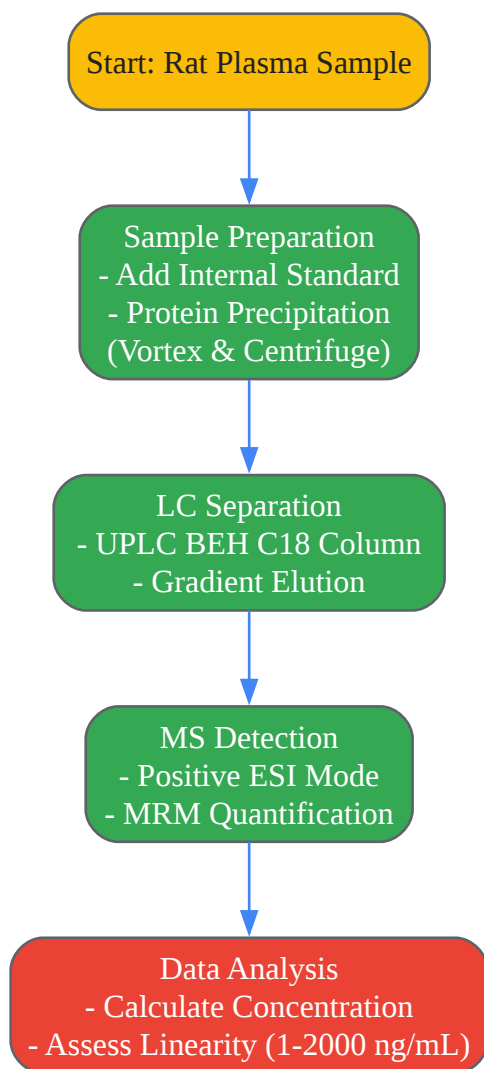 Start: Rat Plasma Sample
Sample Preparation
- Add Internal Standard
- Protein Precipitation
(Vortex & Centrifuge)
LC Separation
- UPLC BEH C18 Column
- Gradient Elution
MS Detection
- Positive ESI Mode
- MRM Quantification
Data Analysis
- Calculate Concentration
- Assess Linearity (1-2000 ng/mL)